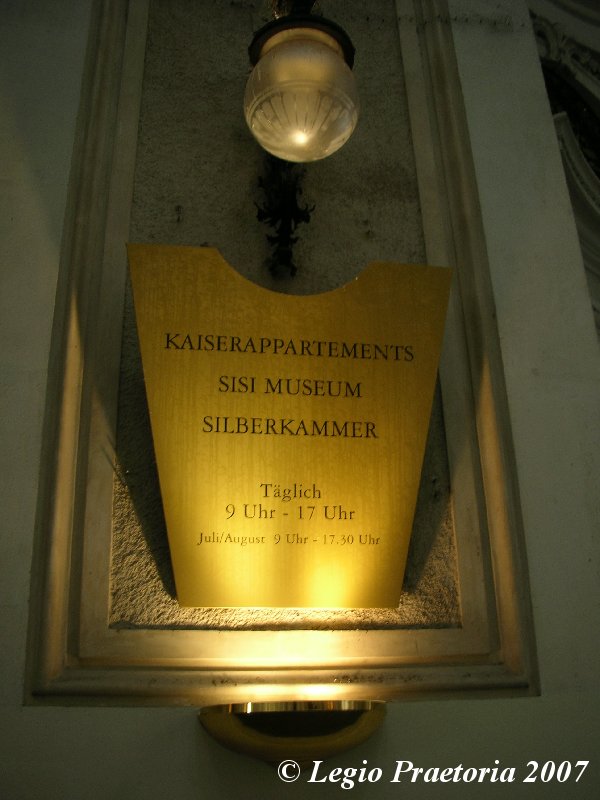 KAISERAPPARTEMENTS
SISI MUSEUM
SILBERKAMMER
Täglich
9 Uhr - 17 Uhr
Juli/August 9 Uhr - 17.30 Uhr
© Legio Praetoria 2007